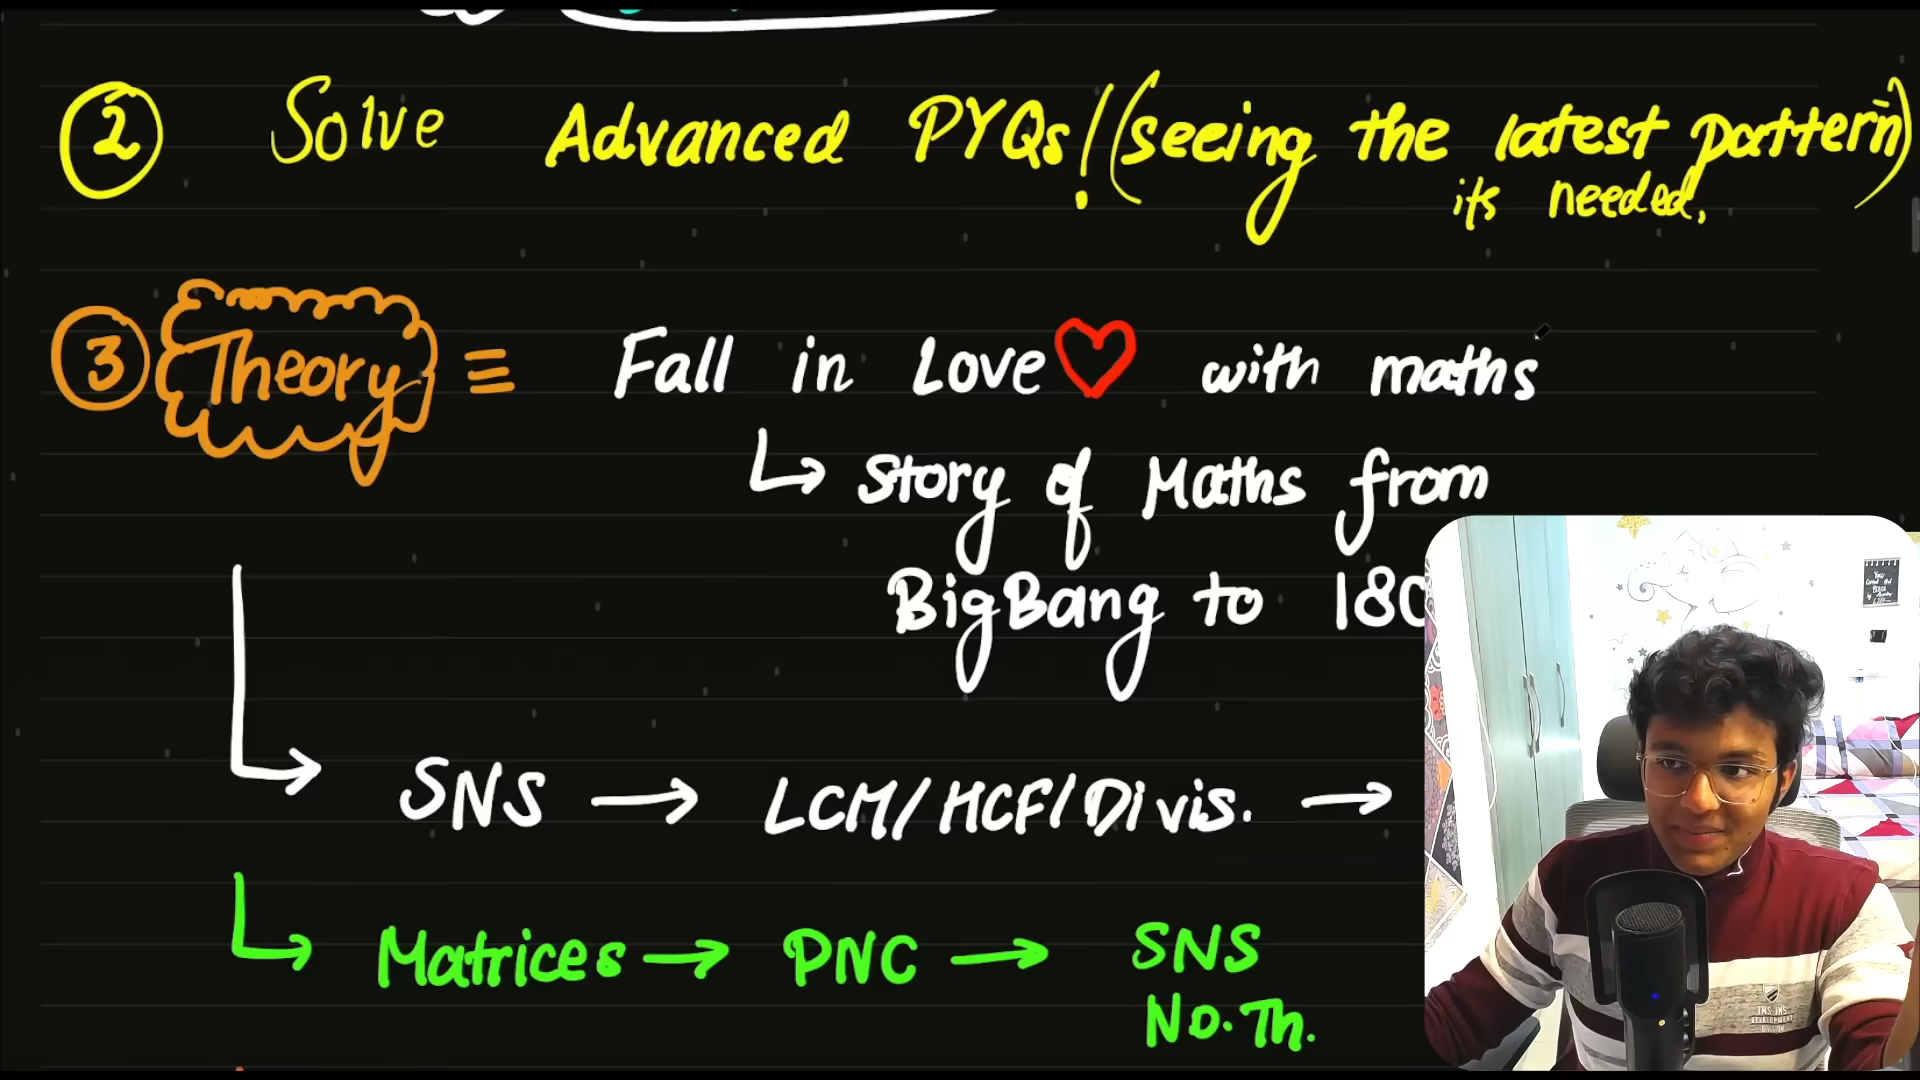 ② Solve Advanced PYQs! (seeing the latest pattern)
its needed,
③ Theory ≡ Fall in Love ♡ with maths
↳ Story of Maths from
BigBang to 180
↳ SNS → LCM/HCF/Divis. →
↳ Matrices → PNC → SNS
No.Th.